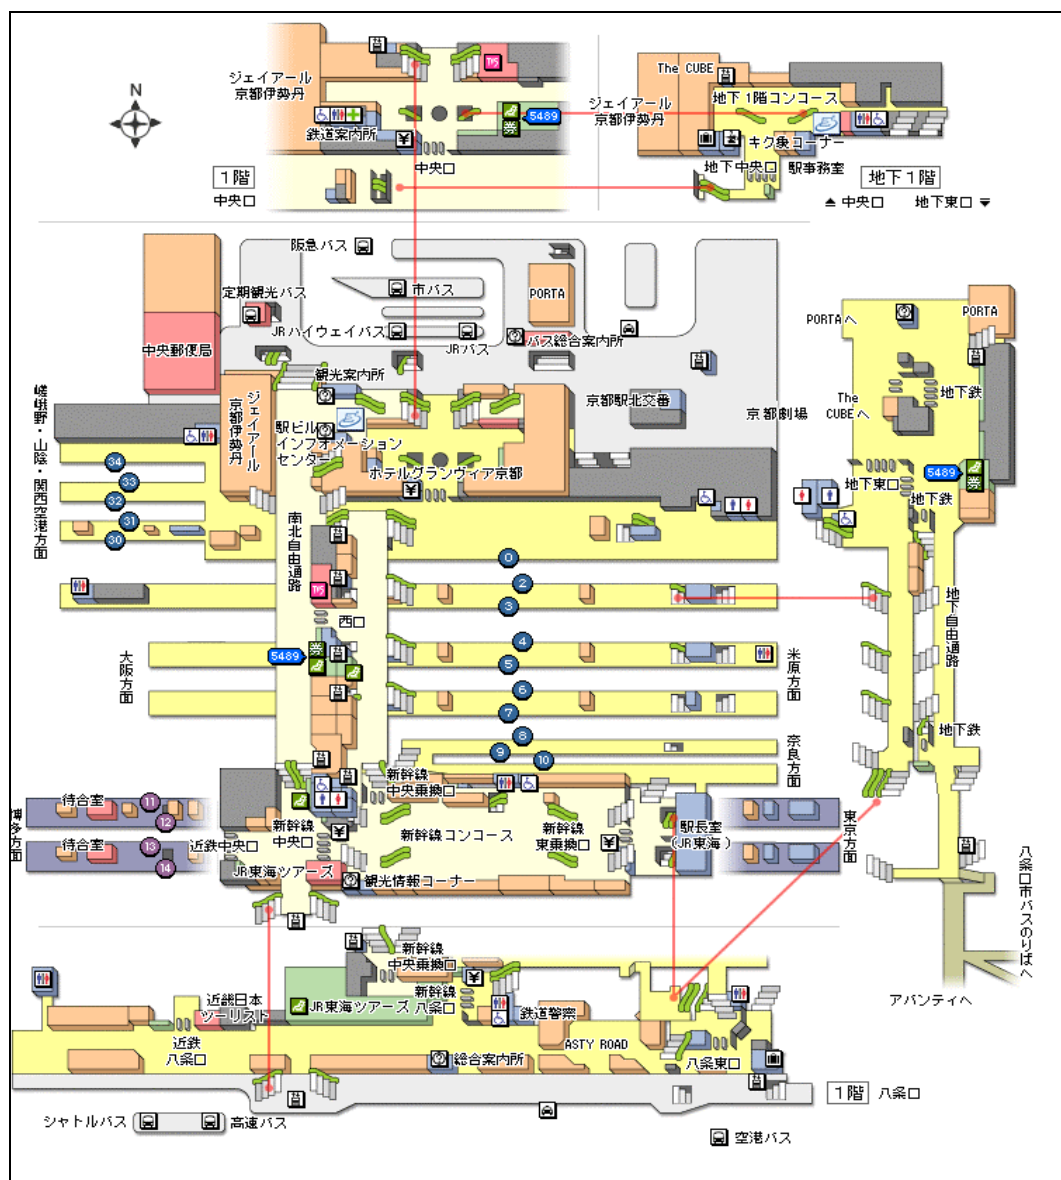 N
ジェイアール
京都伊勢丹
TiS
5489
鉄道案内所
中央口
1階
中央口
The CUBE
地下1階コンコース
ジェイアール
京都伊勢丹
キク象コーナー
地下中央口
駅事務室
地下1階
▲ 中央口
地下東口 ▼
阪急バス
定期観光バス
市バス
PORTA
JRハイウェイバス
JRバス
バス総合案内所
中央郵便局
観光案内所
京都駅北交番
京都劇場
PORTAへ
PORTA
地下鉄
The
CUBEへ
ジェイアール
京都伊勢丹
駅ビル
インフォメーション
センター
ホテルグランヴィア京都
5489
地下東口
地下鉄
嵯峨野・山陰・関西空港方面
34
33
32
31
30
南北自由通路
0
2
3
TiS
西口
5489
4
5
6
7
8
9
10
大阪方面
米原方面
奈良方面
地下自由通路
地下鉄
新幹線
中央乗換口
博多方面
待合室
11
12
待合室
13
14
近鉄中央口
新幹線
中央口
新幹線コンコース
新幹線
東乗換口
駅長室
(JR東海)
東京方面
JR東海ツアーズ
観光情報コーナー
八条口市バスのりばへ
アバンティへ
新幹線
中央乗換口
近畿日本
ツーリスト
JR東海ツアーズ
新幹線
八条口
鉄道警察
近鉄
八条口
総合案内所
ASTY ROAD
八条東口
1階
八条口
シャトルバス
高速バス
空港バス